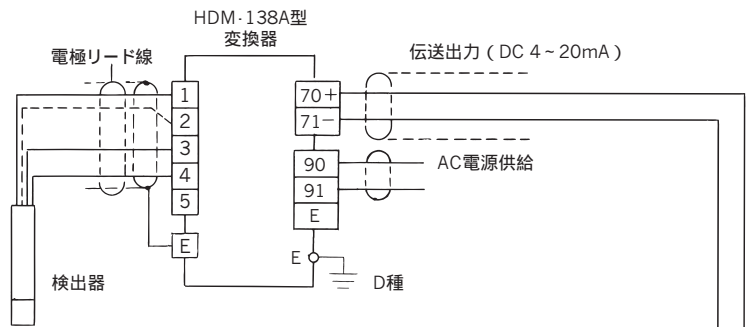 HDM-138A型
変換器
電極リード線
伝送出力(DC 4~20mA)
1
2
3
4
5
E
70+
71-
90
91
E
AC電源供給
E
D種
検出器